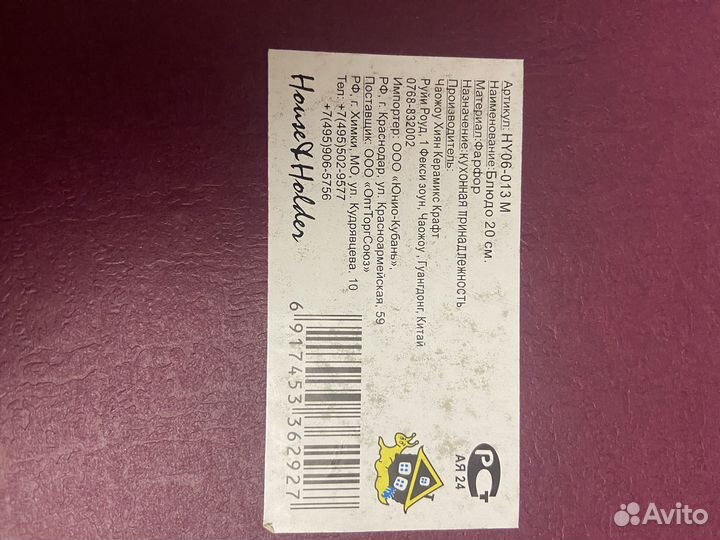 Артикул: HY06-013 M
Наименование:Блюдо 20 см.
Материал:Фарфор
Назначение:кухонная принадлежность
Производитель:
Чаожоу Хиян Керамикс Крафт
Руйи Роуд, 1 Фекси зоун, Чаожоу, Гуангдонг, Китай
0768-832002
Импортер: ООО «Юнио-Кубань»
РФ, г. Краснодар, ул. Красноармейская, 59
Поставщик: ООО «ОптТоргСоюз»
РФ, г. Химки, МО, ул. Кудрявцева, 10
Тел: +7(495)502-9577
+7(495)906-5756
House&Holder
РСТ
АЯ 24
6 917453 362927
Avito